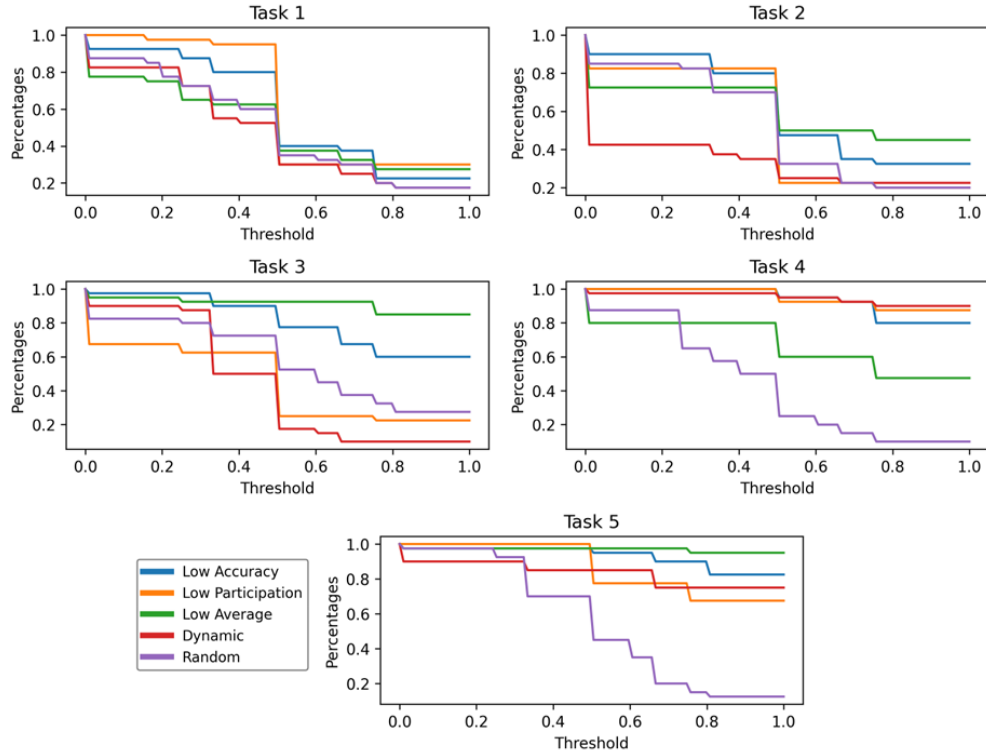 Task 1
Percentages
1.0
0.8
0.6
0.4
0.2
0.0 0.2 0.4 0.6 0.8 1.0
Threshold
Task 2
Percentages
1.0
0.8
0.6
0.4
0.2
0.0 0.2 0.4 0.6 0.8 1.0
Threshold
Task 3
Percentages
1.0
0.8
0.6
0.4
0.2
0.0 0.2 0.4 0.6 0.8 1.0
Threshold
Task 4
Percentages
1.0
0.8
0.6
0.4
0.2
0.0 0.2 0.4 0.6 0.8 1.0
Threshold
Low Accuracy
Low Participation
Low Average
Dynamic
Random
Task 5
Percentages
1.0
0.8
0.6
0.4
0.2
0.0 0.2 0.4 0.6 0.8 1.0
Threshold